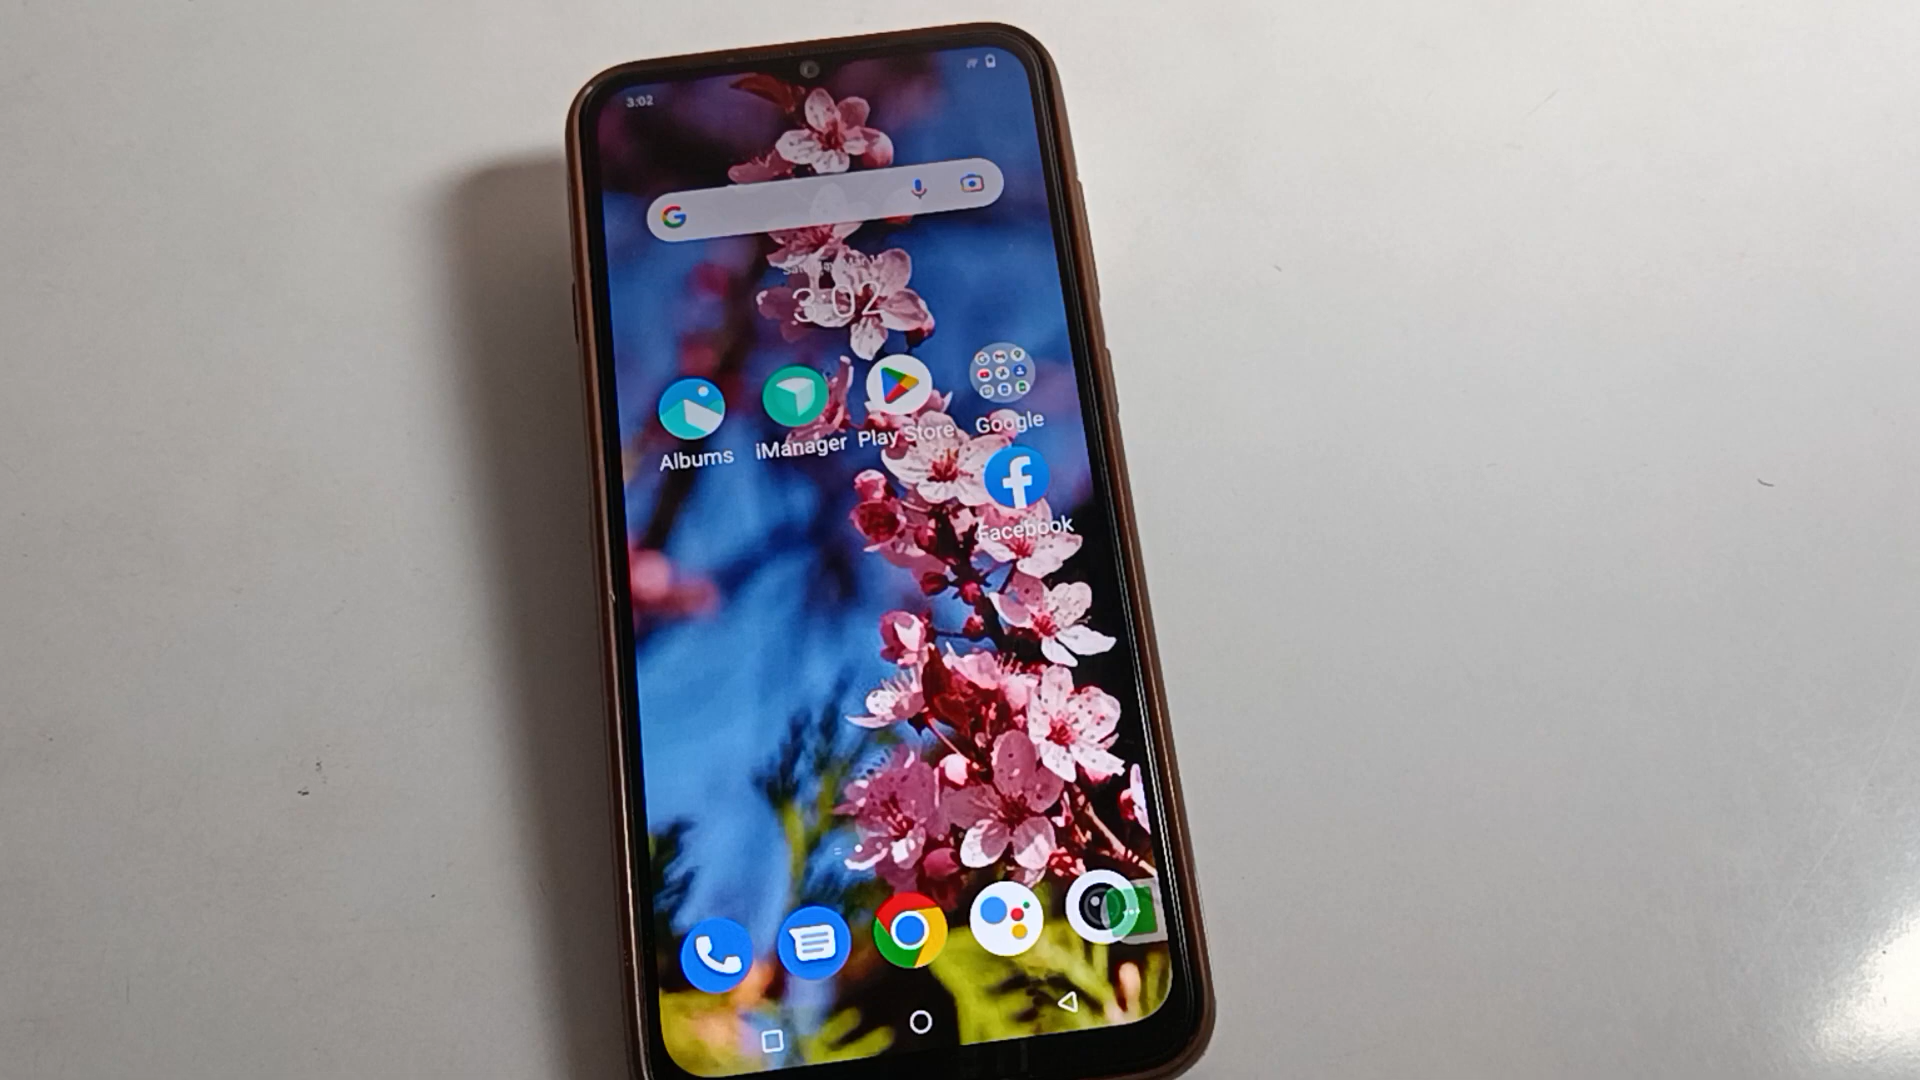 3:02
3:02
Albums
iManager
Play Store
Google
Facebook